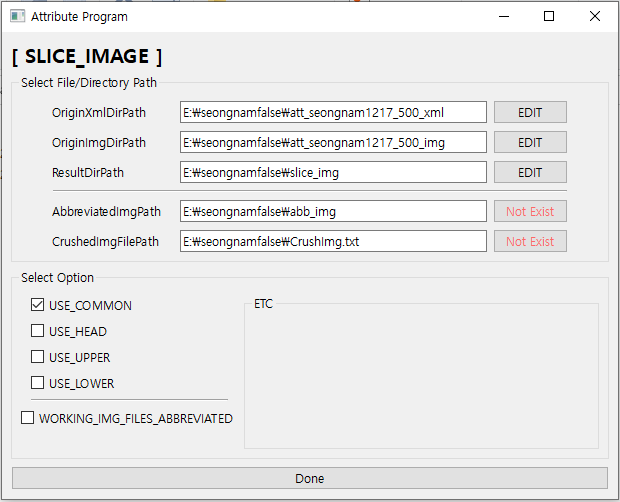 Attribute Program
[ SLICE_IMAGE ]
Select File/Directory Path
OriginXmlDirPath E:₩seongnamfalse₩att_seongnam1217_500_xml EDIT
OriginImgDirPath E:₩seongnamfalse₩att_seongnam1217_500_img EDIT
ResultDirPath E:₩seongnamfalse₩slice_img EDIT
AbbreviatedImgPath E:₩seongnamfalse₩abb_img Not Exist
CrushedImgFilePath E:₩seongnamfalse₩CrushImg.txt Not Exist
Select Option
USE_COMMON
USE_HEAD
USE_UPPER
USE_LOWER
WORKING_IMG_FILES_ABBREVIATED
ETC
Done